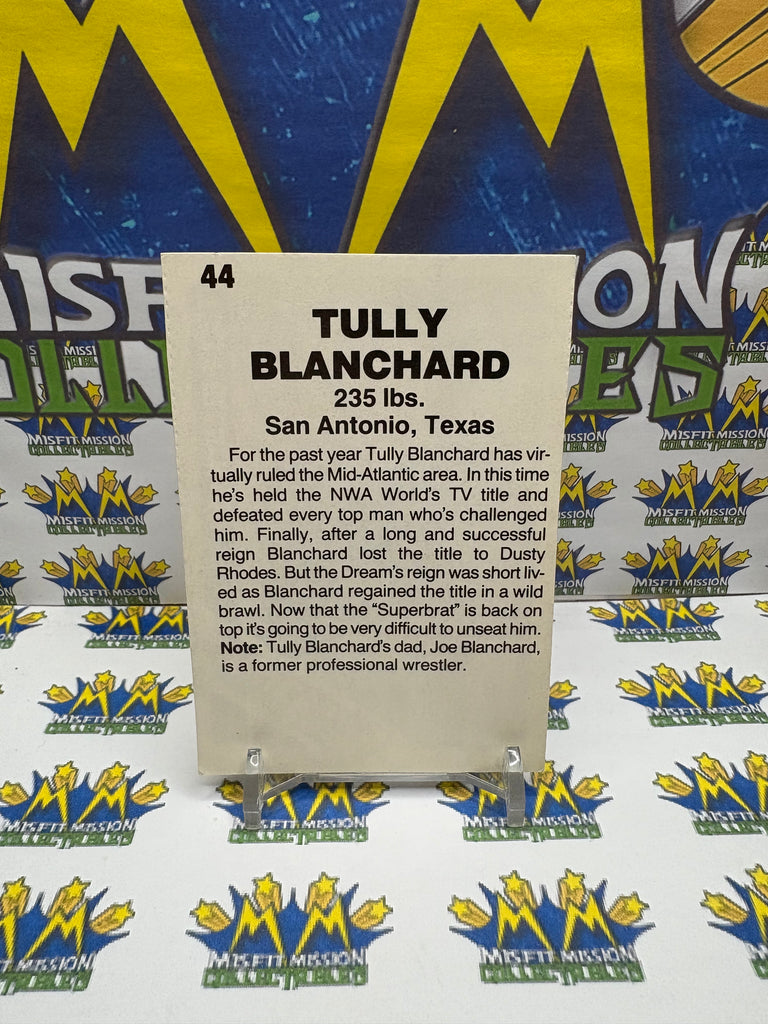 MISFIT MISSION
COLLECTIBLES
44
TULLY
BLANCHARD
235 lbs.
San Antonio, Texas
For the past year Tully Blanchard has vir-
tually ruled the Mid-Atlantic area. In this time
he's held the NWA World's TV title and
defeated every top man who's challenged
him. Finally, after a long and successful
reign Blanchard lost the title to Dusty
Rhodes. But the Dream's reign was short liv-
ed as Blanchard regained the title in a wild
brawl. Now that the “Superbrat” is back on
top it's going to be very difficult to unseat him.
Note: Tully Blanchard's dad, Joe Blanchard,
is a former professional wrestler.
MISFIT MISSION
COLLECTIBLES